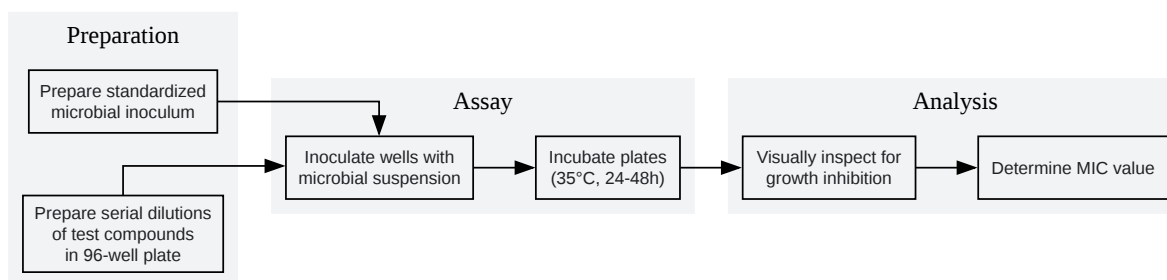 Preparation
Prepare standardized
microbial inoculum
Prepare serial dilutions
of test compounds
in 96-well plate
Assay
Inoculate wells with
microbial suspension
Incubate plates
(35°C, 24-48h)
Analysis
Visually inspect for
growth inhibition
Determine MIC value